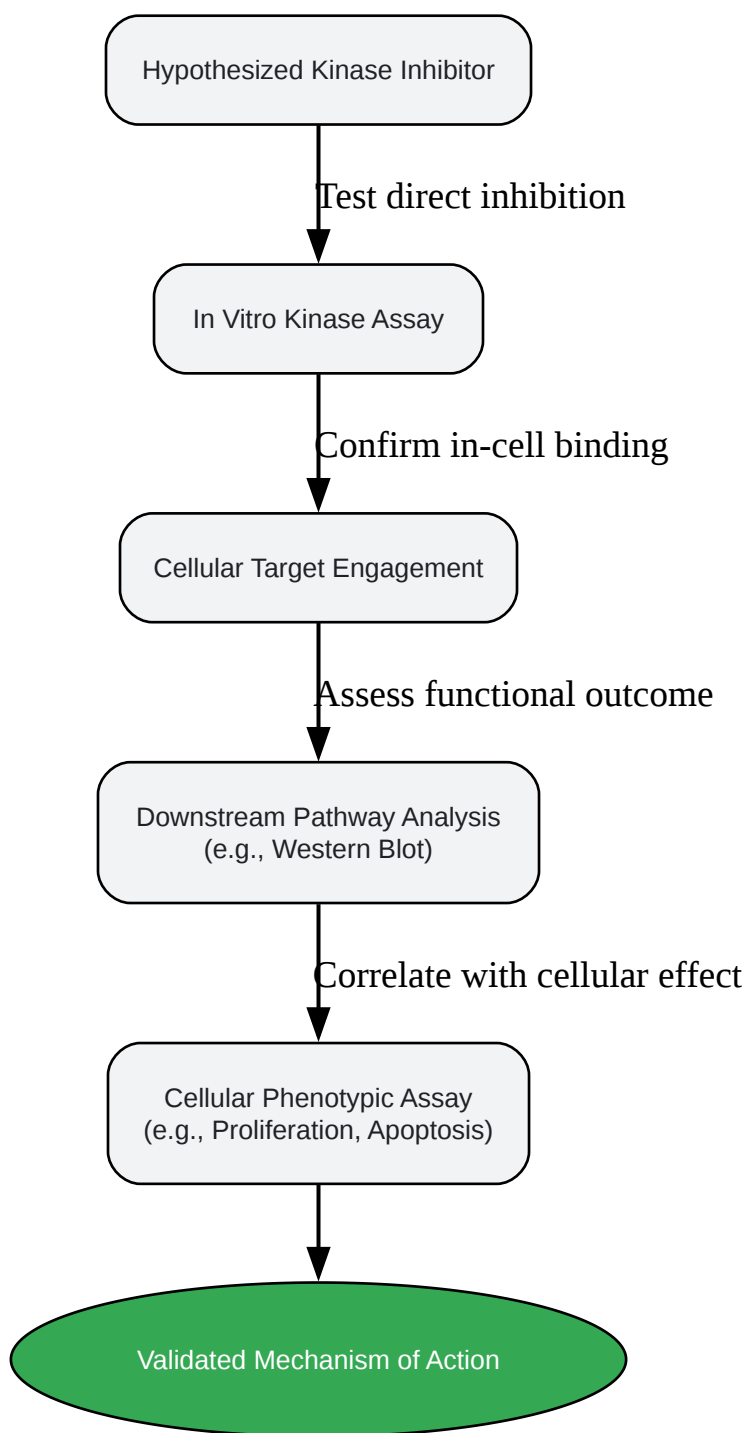 Hypothesized Kinase Inhibitor
Test direct inhibition
In Vitro Kinase Assay
Confirm in-cell binding
Cellular Target Engagement
Assess functional outcome
Downstream Pathway Analysis
(e.g., Western Blot)
Correlate with cellular effect
Cellular Phenotypic Assay
(e.g., Proliferation, Apoptosis)
Validated Mechanism of Action